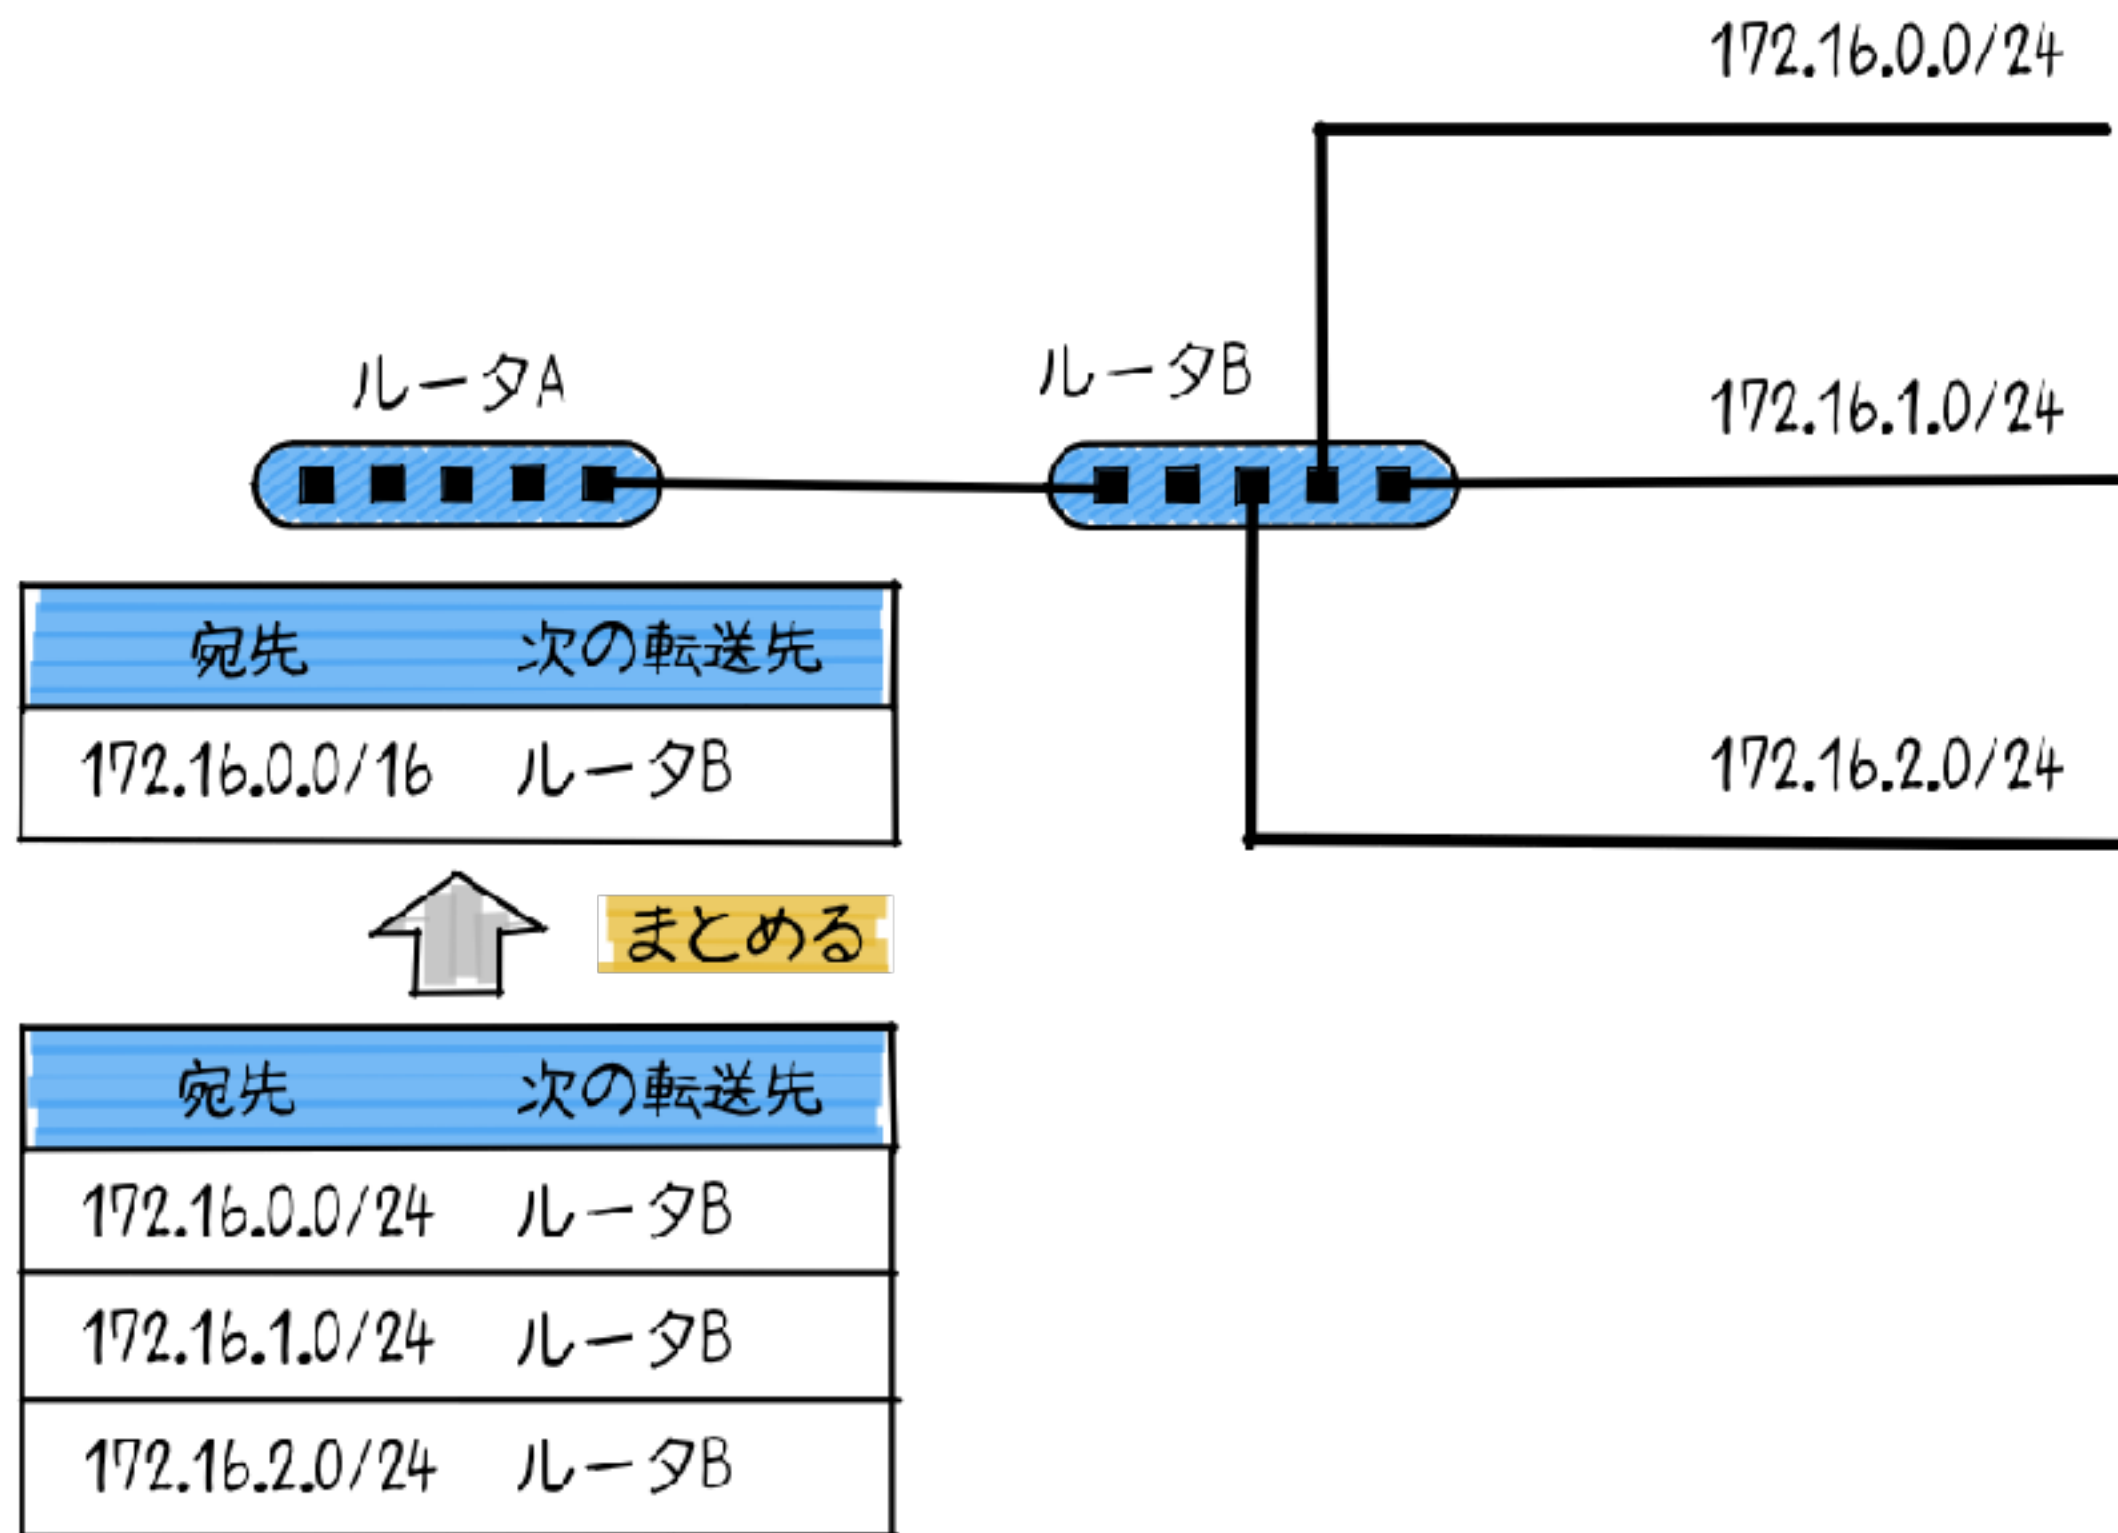 172.16.0.0/24
ルータA
ルータB
172.16.1.0/24
宛先 次の転送先
172.16.0.0/16 ルータB
172.16.2.0/24
まとめる
宛先 次の転送先
172.16.0.0/24 ルータB
172.16.1.0/24 ルータB
172.16.2.0/24 ルータB